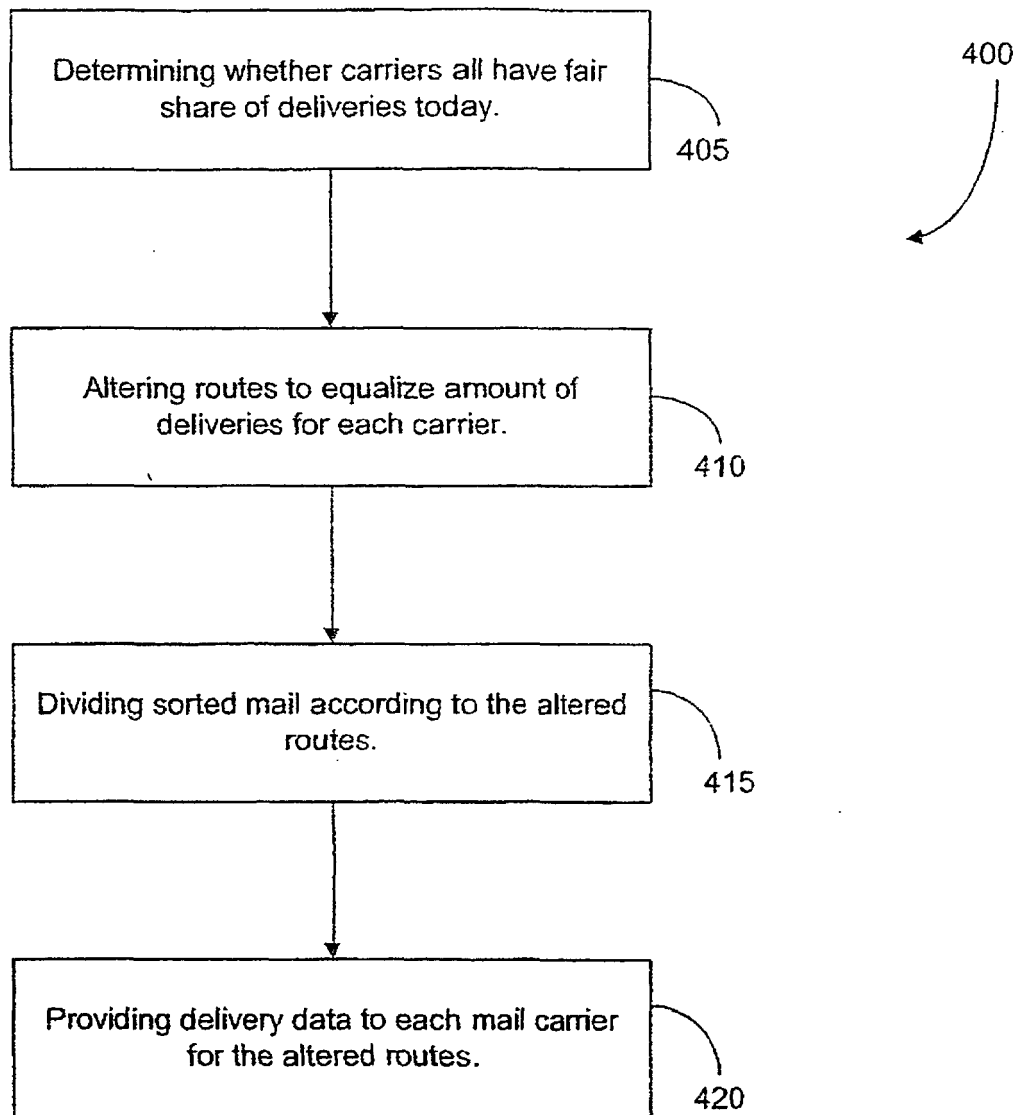 Determining whether carriers all have fair
share of deliveries today.
400
405
Altering routes to equalize amount of
deliveries for each carrier.
410
Dividing sorted mail according to the altered
routes.
415
Providing delivery data to each mail carrier
for the altered routes.
420